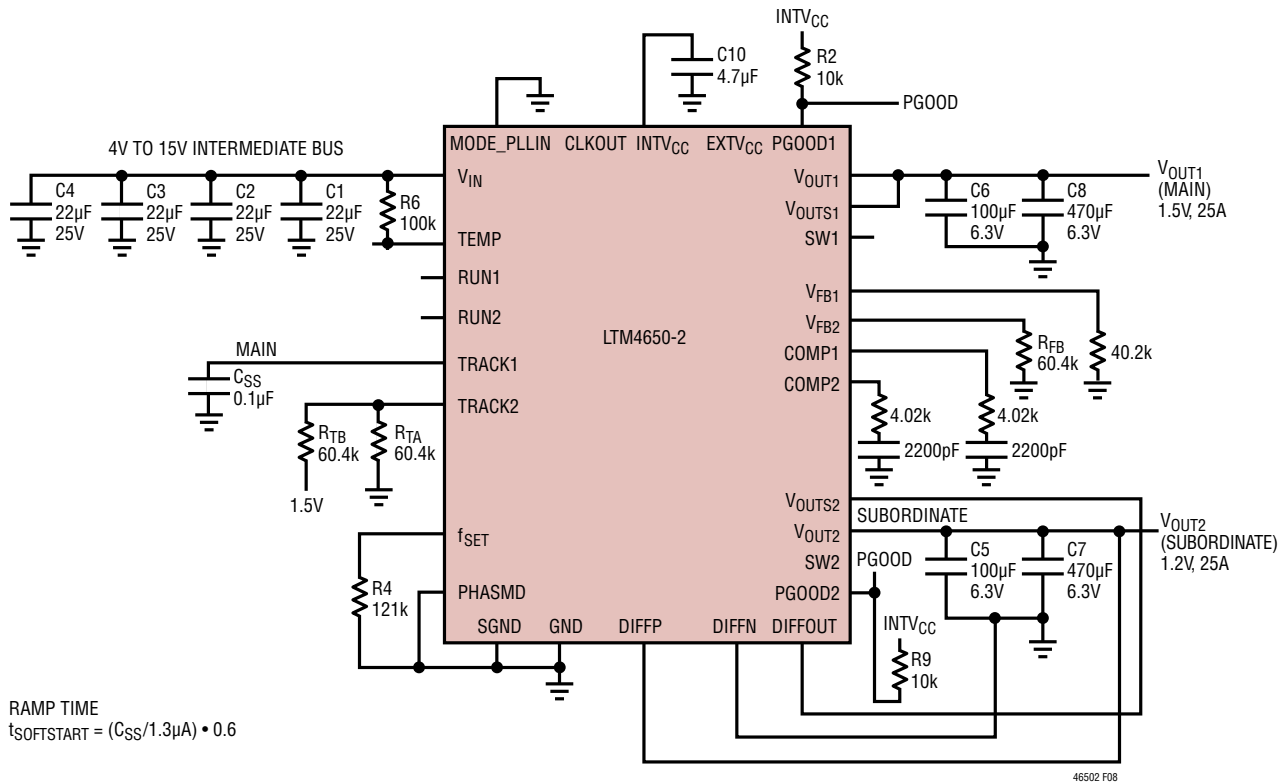 INTVCC
C10
4.7µF
R2
10k
PGOOD
4V TO 15V INTERMEDIATE BUS
MODE_PLLIN CLKOUT INTVCC EXTVCC PGOOD1
C4
22µF
25V
C3
22µF
25V
C2
22µF
25V
C1
22µF
25V
R6
100k
VIN
TEMP
RUN1
RUN2
MAIN
TRACK1
CSS
0.1µF
TRACK2
RTB
60.4k
RTA
60.4k
1.5V
fSET
R4
121k
PHASMD
SGND GND DIFFP DIFFN DIFFOUT
LTM4650-2
VOUT1
VOUTS1
SW1
C6
100µF
6.3V
C8
470µF
6.3V
VOUT1
(MAIN)
1.5V, 25A
VFB1
VFB2
COMP1
COMP2
RFB
60.4k
40.2k
4.02k
4.02k
2200pF
2200pF
VOUTS2
SUBORDINATE
VOUT2
SW2
PGOOD
PGOOD2
C5
100µF
6.3V
C7
470µF
6.3V
VOUT2
(SUBORDINATE)
1.2V, 25A
INTVCC
R9
10k
RAMP TIME
tSOFTSTART = (CSS/1.3µA) • 0.6
46502 F08